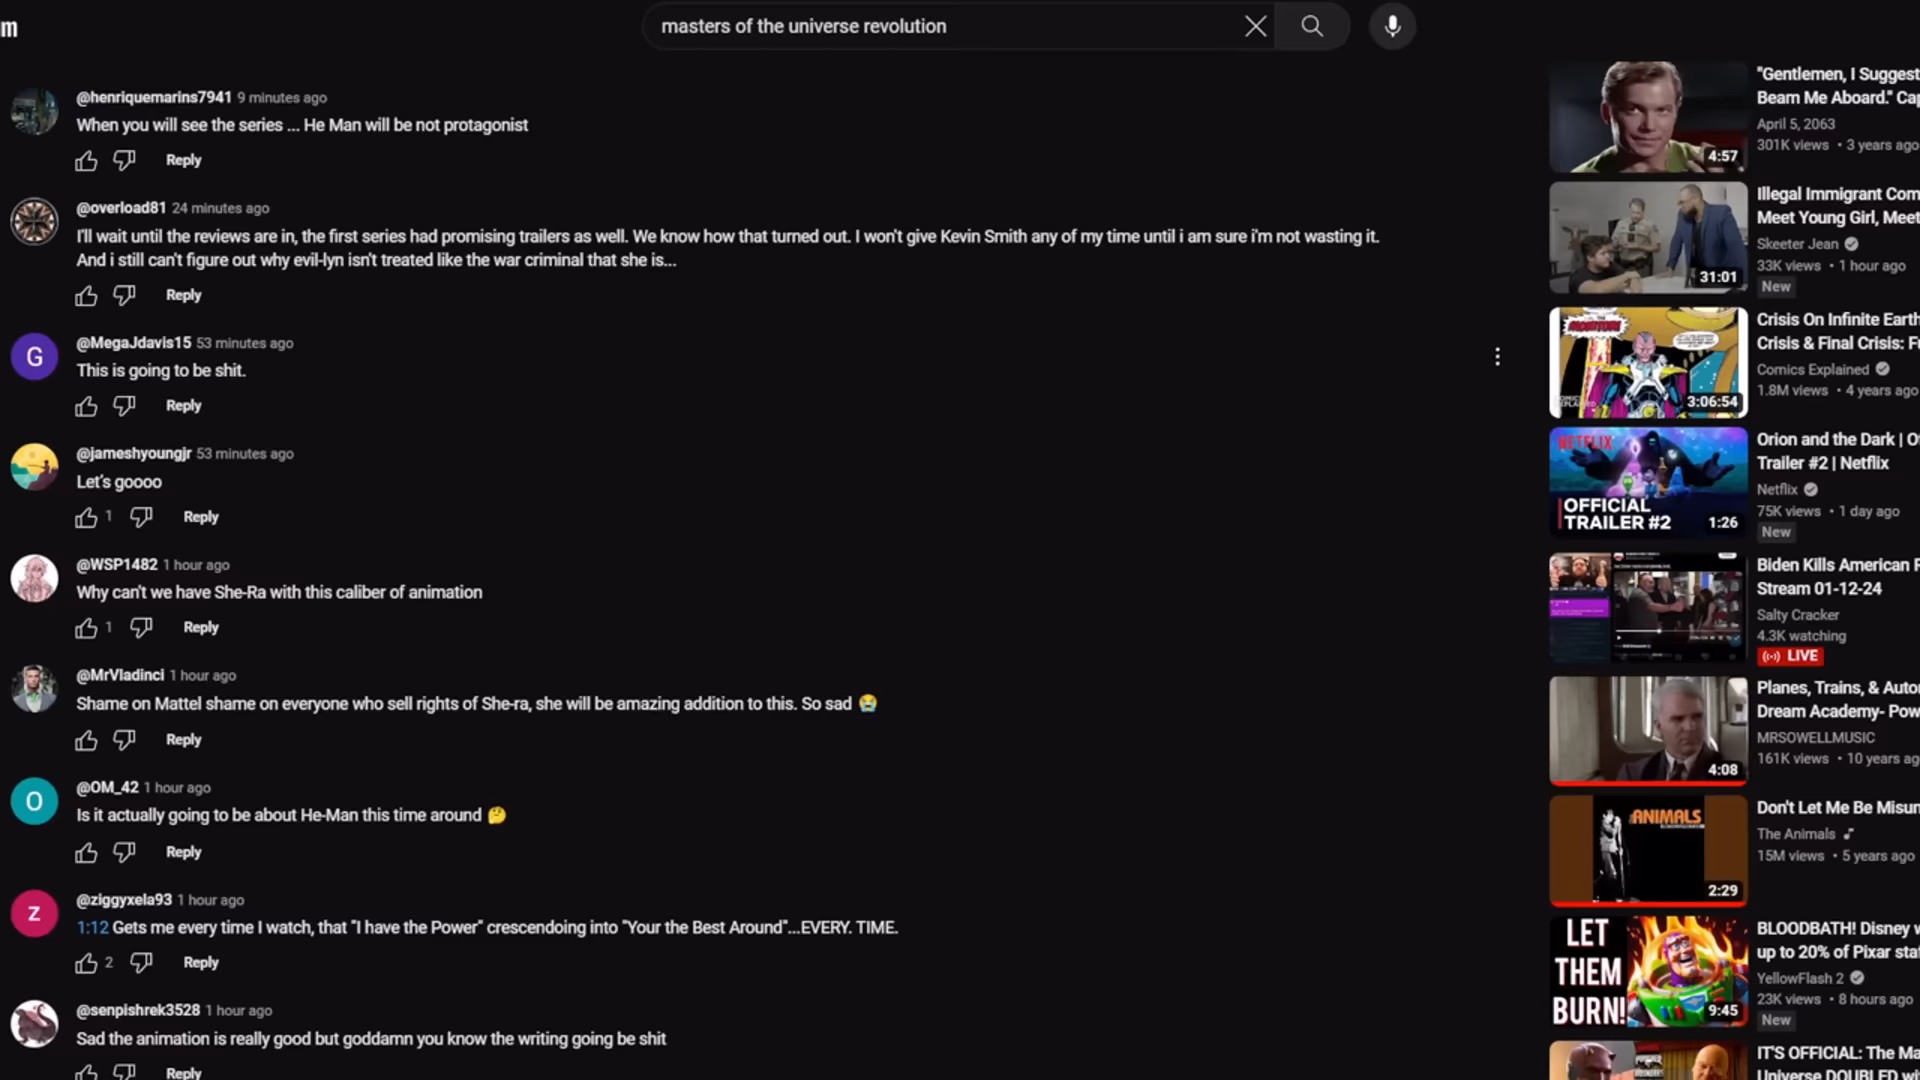 m
masters of the universe revolution
@henriquemarins7941 9 minutes ago
When you will see the series ... He Man will be not protagonist
Reply
@overload81 24 minutes ago
I'll wait until the reviews are in, the first series had promising trailers as well. We know how that turned out. I won't give Kevin Smith any of my time until i am sure i'm not wasting it.
And i still can't figure out why evil-lyn isn't treated like the war criminal that she is...
Reply
G
@MegaJdavis15 53 minutes ago
This is going to be shit.
Reply
@jameshyoungjr 53 minutes ago
Let's goooo
1 Reply
@WSP1482 1 hour ago
Why can't we have She-Ra with this caliber of animation
1 Reply
@MrVladinci 1 hour ago
Shame on Mattel shame on everyone who sell rights of She-ra, she will be amazing addition to this. So sad 😭
Reply
O
@OM_42 1 hour ago
Is it actually going to be about He-Man this time around 🤔
Reply
Z
@ziggyxela93 1 hour ago
1:12 Gets me every time I watch, that "I have the Power" crescendoing into "Your the Best Around"...EVERY. TIME.
2 Reply
@senpishrek3528 1 hour ago
Sad the animation is really good but goddamn you know the writing going be shit
Reply
"Gentlemen, I Suggest
Beam Me Aboard." Cap
April 5, 2063
301K views • 3 years ago
4:57
Illegal Immigrant Com
Meet Young Girl, Meet
Skeeter Jean
33K views • 1 hour ago
New
31:01
Crisis On Infinite Earth
Crisis & Final Crisis: Fu
Comics Explained
1.8M views • 4 years ago
3:06:54
NETFLIX
OFFICIAL
TRAILER #2
1:26
Orion and the Dark | Of
Trailer #2 | Netflix
Netflix
75K views • 1 day ago
New
Biden Kills American F
Stream 01-12-24
Salty Cracker
4.3K watching
LIVE
Planes, Trains, & Autor
Dream Academy- Pow
MRSOWELLMUSIC
161K views • 10 years ag
4:08
ANIMALS
2:29
Don't Let Me Be Misun
The Animals
15M views • 5 years ago
LET
THEM
BURN!
9:45
BLOODBATH! Disney w
up to 20% of Pixar staf
YellowFlash 2
23K views • 8 hours ago
New
IT'S OFFICIAL: The Ma
Universe DOUBLED wi